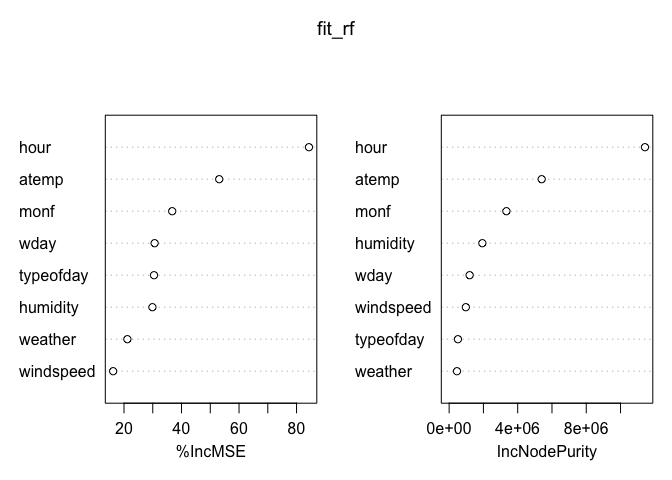 fit_rf
hour
atemp
monf
wday
typeofday
humidity
weather
windspeed
20 40 60 80
%IncMSE
hour
atemp
monf
humidity
wday
windspeed
typeofday
weather
0e+00 4e+06 8e+06
IncNodePurity